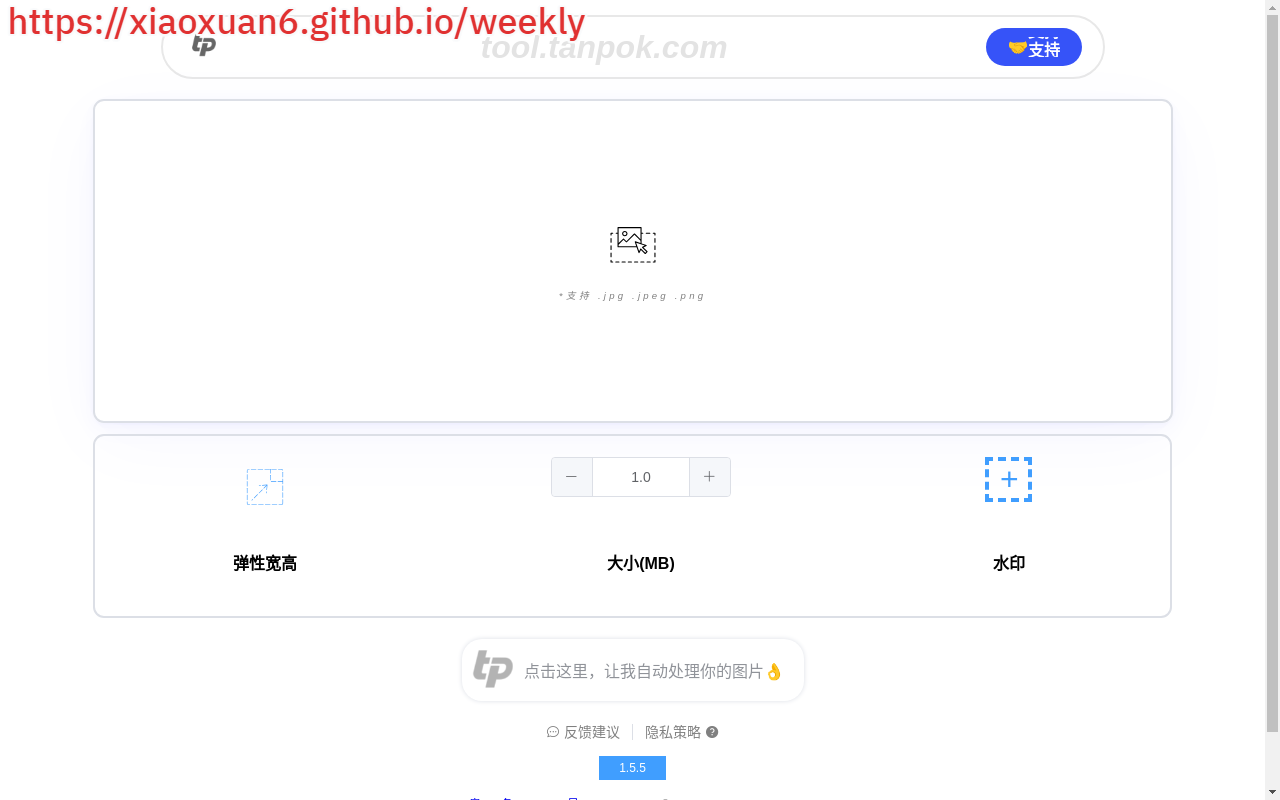 https://xiaoxuan6.github.io/weekly
tp
tool.tanpok.com
🤝支持
*支持 .jpg .jpeg .png
1.0
弹性宽高
大小(MB)
水印
tp
点击这里，让我自动处理你的图片👌
反馈建议
隐私策略
1.5.5